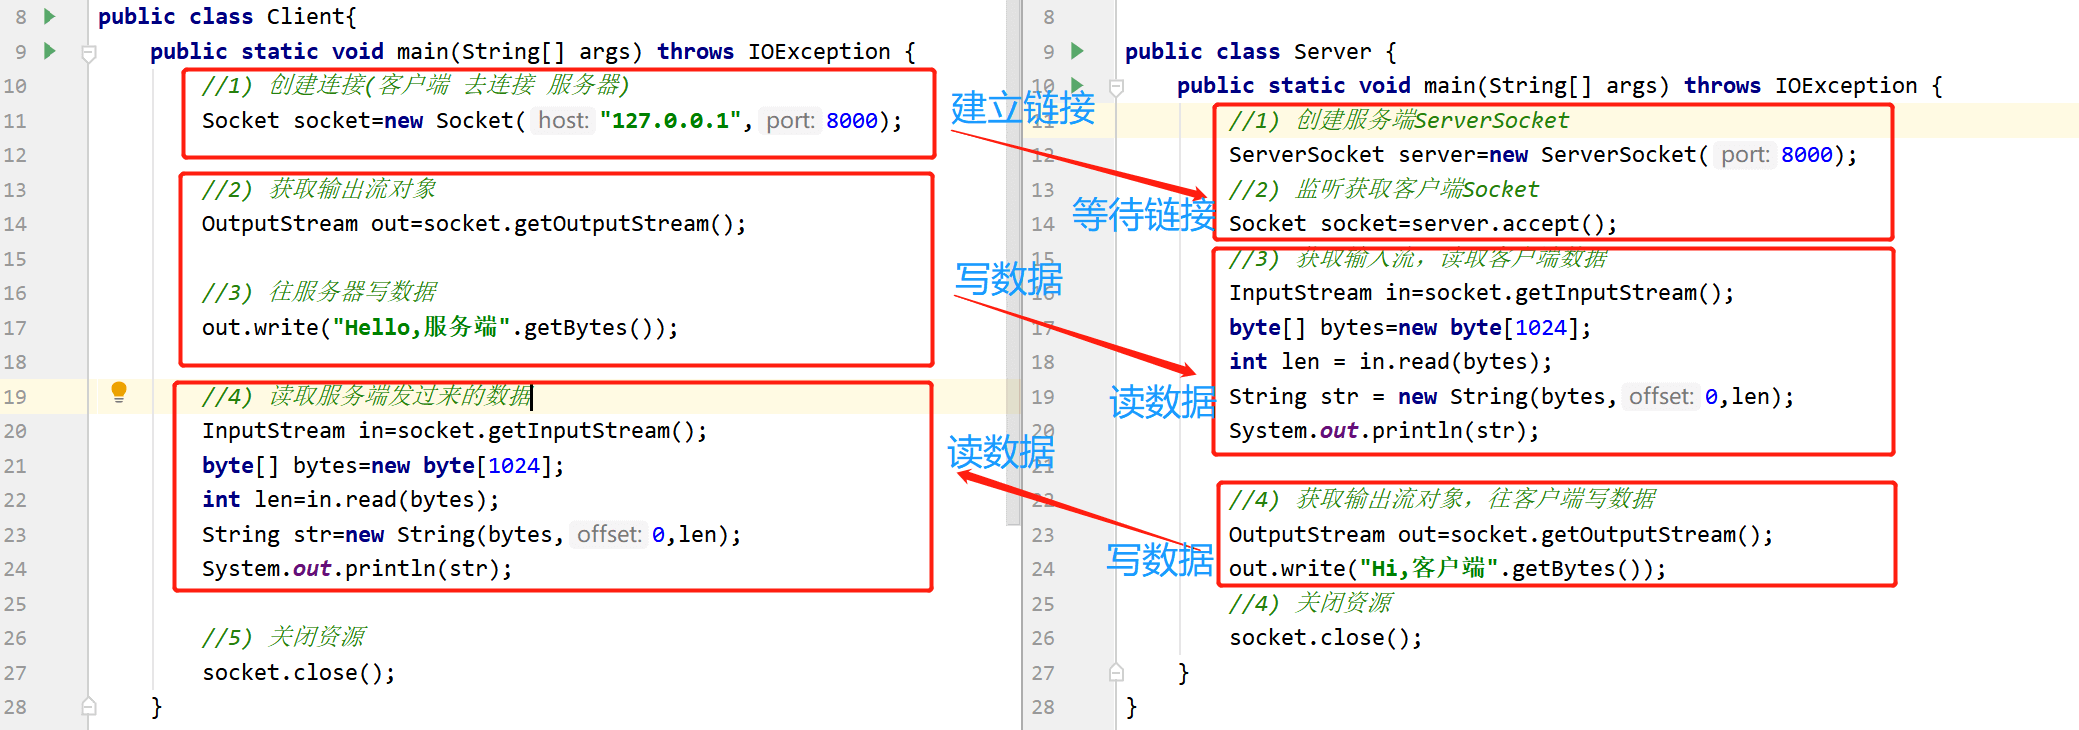 8 public class Client{
9 public static void main(String[] args) throws IOException {
10 //1) 创建连接(客户端 去连接 服务器)
11 Socket socket=new Socket( host: "127.0.0.1", port: 8000);
12
13 //2) 获取输出流对象
14 OutputStream out=socket.getOutputStream();
15
16 //3) 往服务器写数据
17 out.write("Hello,服务端".getBytes());
18
19 //4) 读取服务端发过来的数据
20 InputStream in=socket.getInputStream();
21 byte[] bytes=new byte[1024];
22 int len=in.read(bytes);
23 String str=new String(bytes, offset: 0,len);
24 System.out.println(str);
25
26 //5) 关闭资源
27 socket.close();
28 }
建立链接
等待链接
写数据
读数据
读数据
写数据
8
9 public class Server {
10 public static void main(String[] args) throws IOException {
11 //1) 创建服务端ServerSocket
12 ServerSocket server=new ServerSocket( port: 8000);
13 //2) 监听获取客户端Socket
14 Socket socket=server.accept();
15 //3) 获取输入流，读取客户端数据
16 InputStream in=socket.getInputStream();
17 byte[] bytes=new byte[1024];
18 int len = in.read(bytes);
19 String str = new String(bytes, offset: 0,len);
20 System.out.println(str);
21
22 //4) 获取输出流对象，往客户端写数据
23 OutputStream out=socket.getOutputStream();
24 out.write("Hi,客户端".getBytes());
25 //4) 关闭资源
26 socket.close();
27 }
28 }